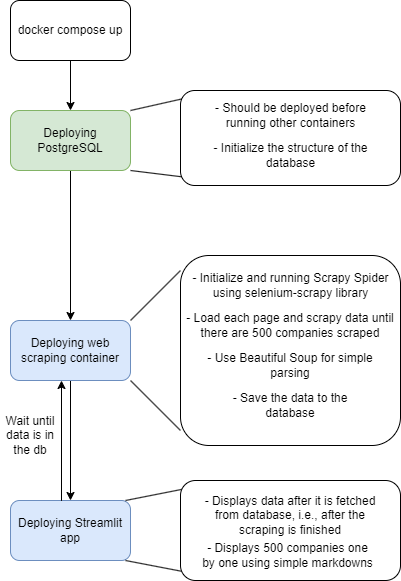 docker compose up
Deploying
PostgreSQL
- Should be deployed before
running other containers
- Initialize the structure of the
database
Deploying web
scraping container
- Initialize and running Scrapy Spider
using selenium-scrapy library
- Load each page and scrapy data until
there are 500 companies scraped
- Use Beautiful Soup for simple
parsing
- Save the data to the
database
Wait until
data is in
the db
Deploying Streamlit
app
- Displays data after it is fetched
from database, i.e., after the
scraping is finished
- Displays 500 companies one
by one using simple markdowns